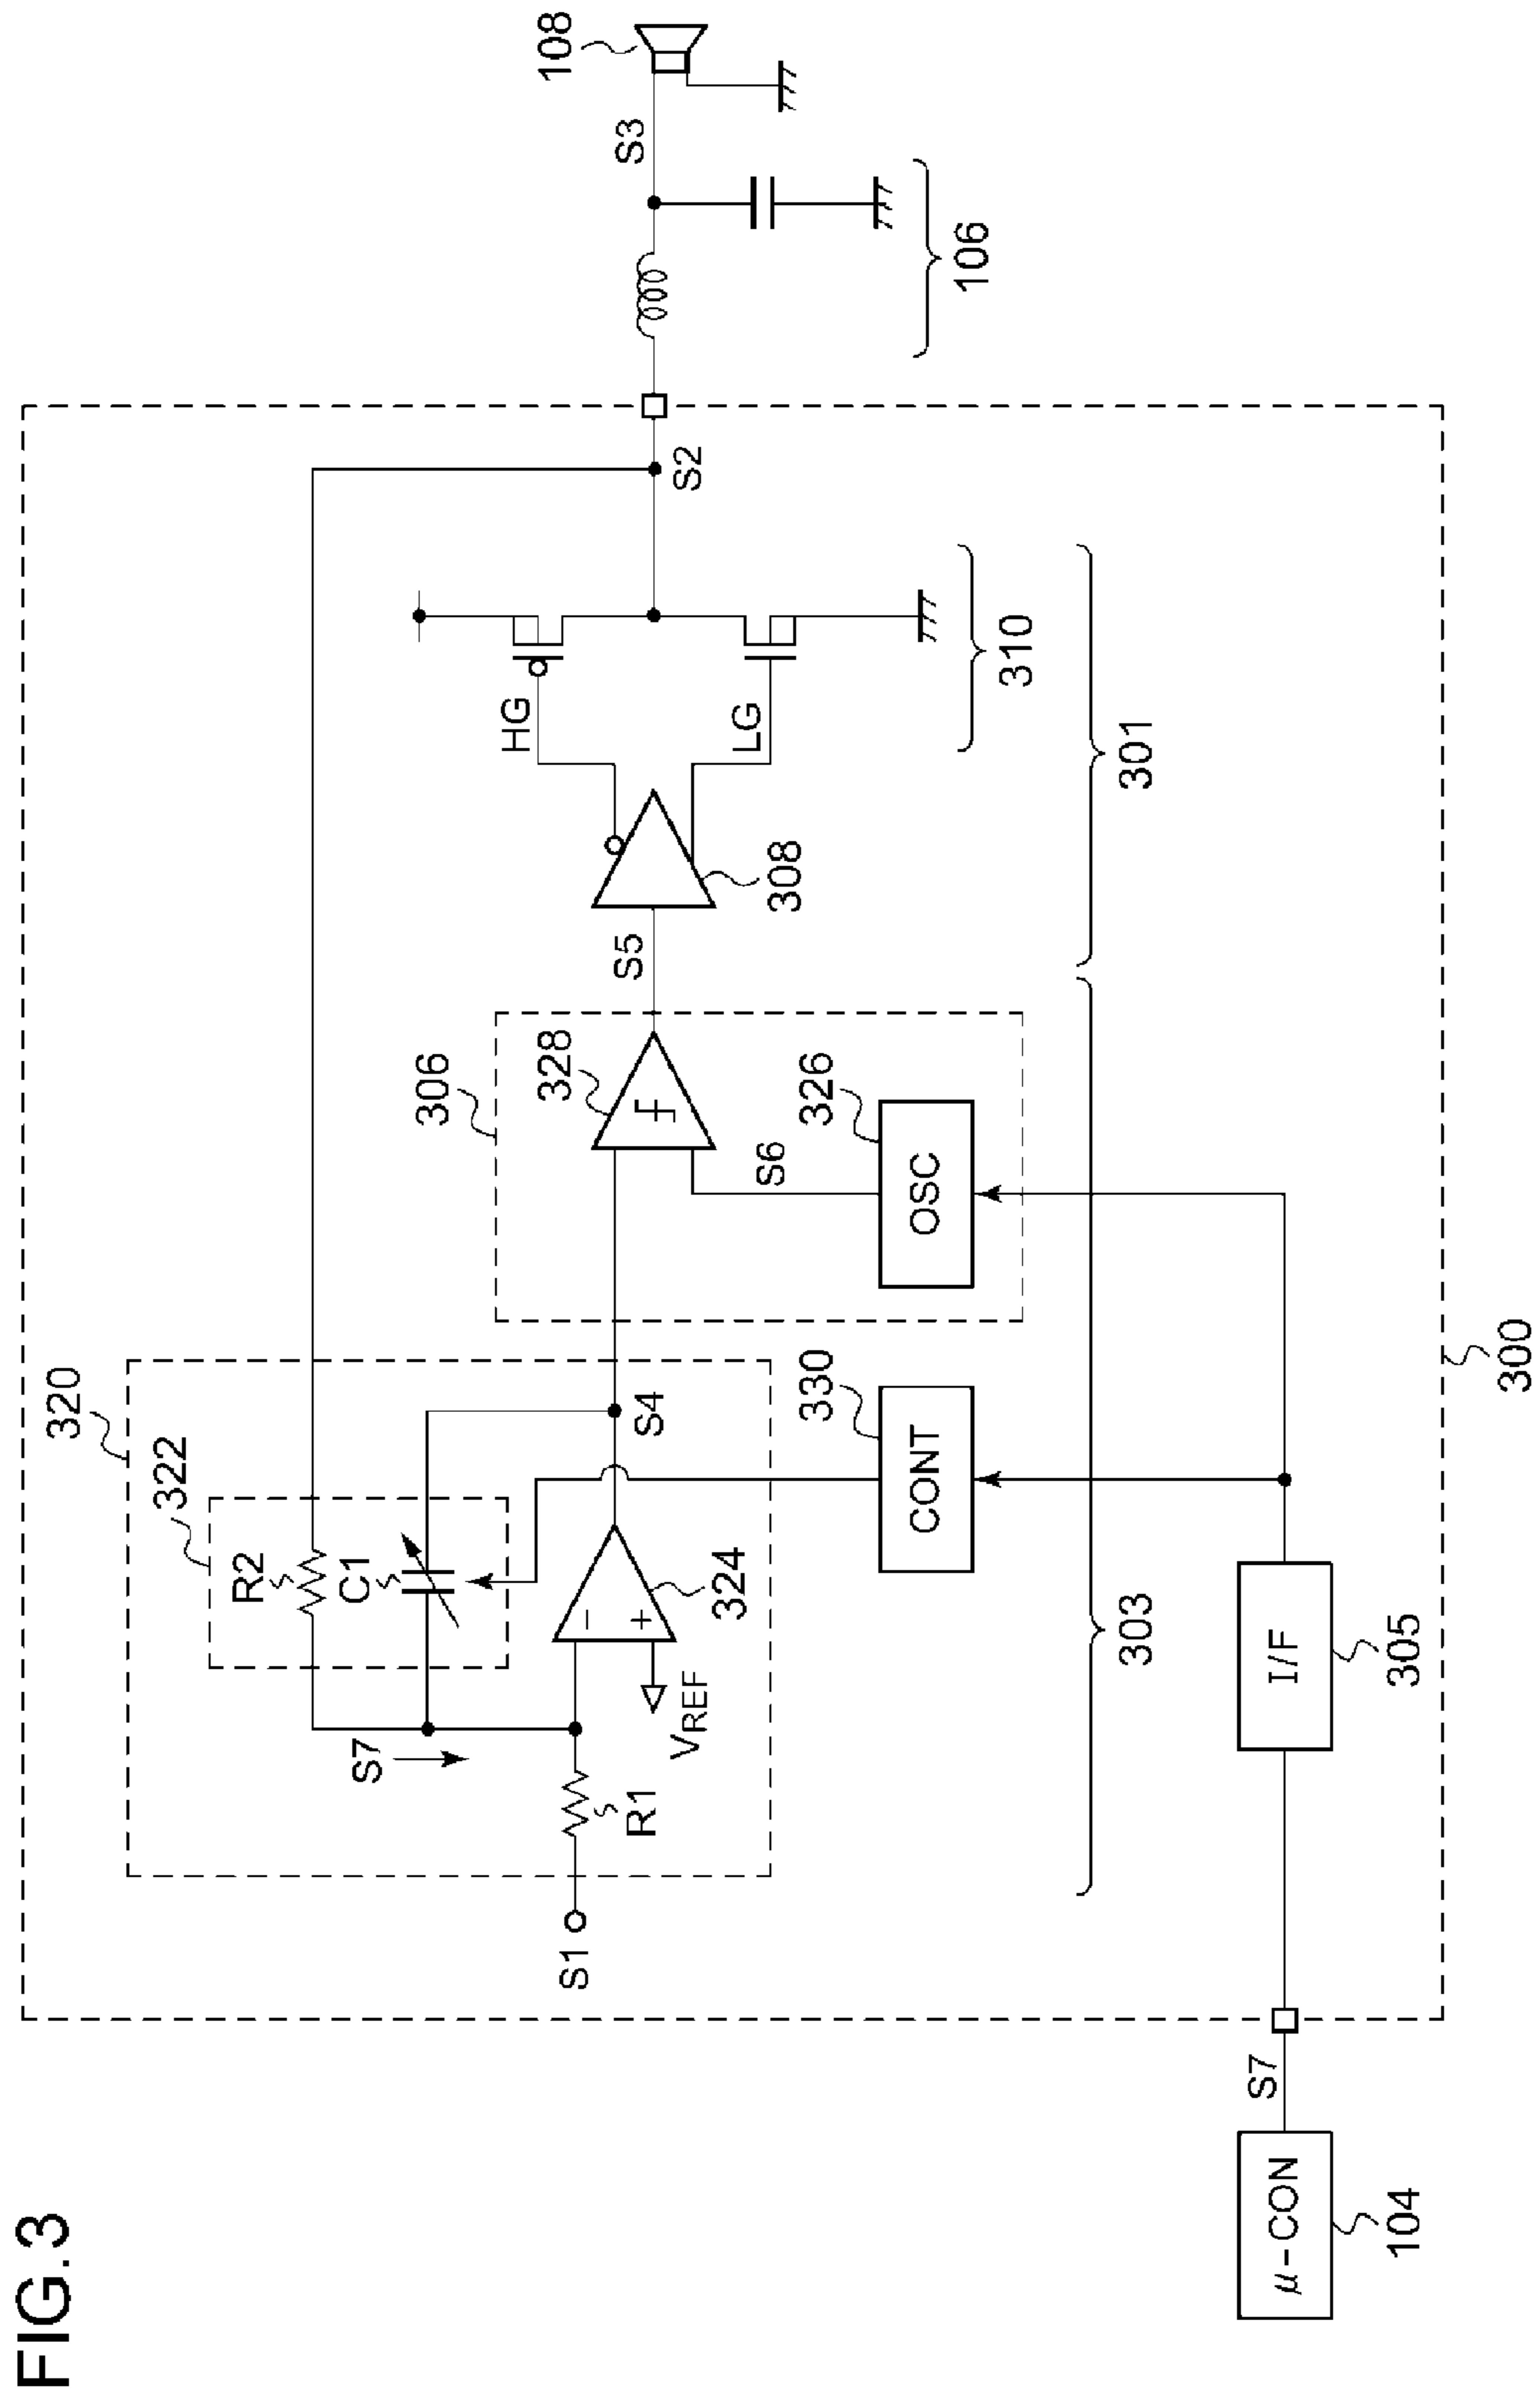 FIG.3
320
322
R2
C1
S7
S1
R1
VREF
324
S4
330
CONT
306
328
S6
326
OSC
S5
308
HG
LG
310
301
303
S2
106
S3
108
300
I/F
305
S7
μ-CON
104